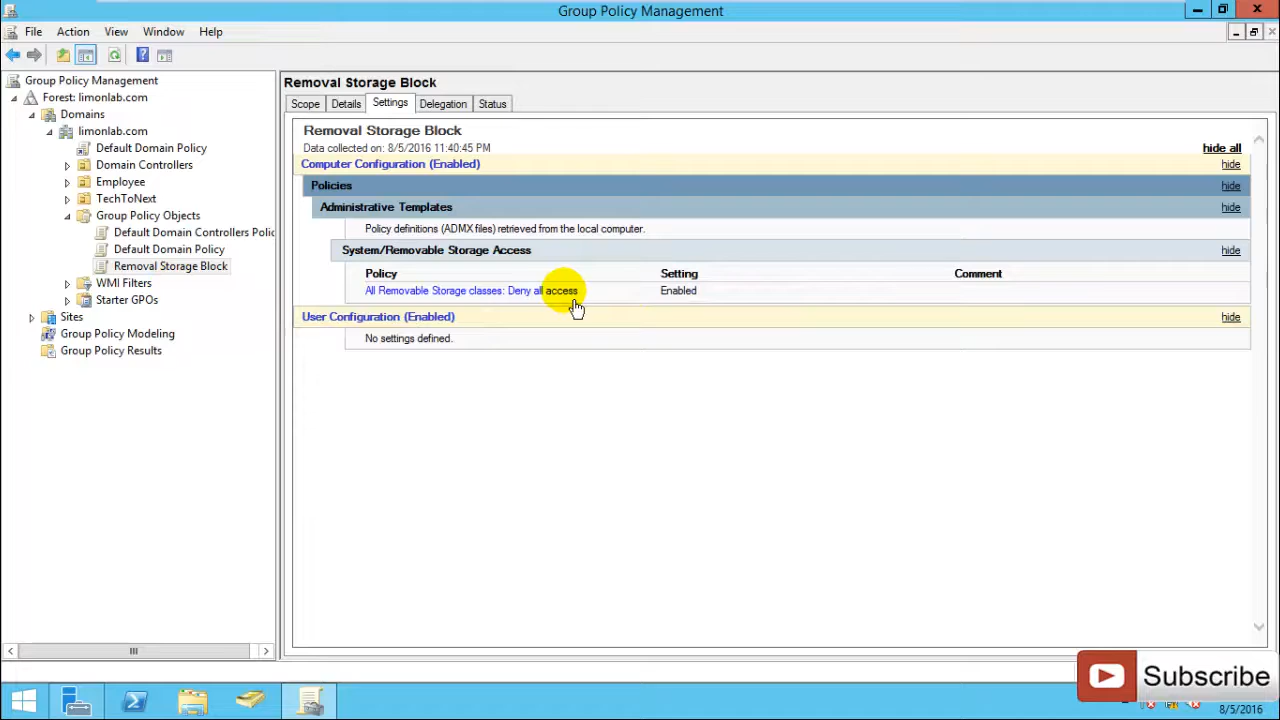 Group Policy Management
File Action View Window Help
Group Policy Management
Forest: limonlab.com
Domains
limonlab.com
Default Domain Policy
Domain Controllers
Employee
TechToNext
Group Policy Objects
Default Domain Controllers Polic
Default Domain Policy
Removal Storage Block
WMI Filters
Starter GPOs
Sites
Group Policy Modeling
Group Policy Results
Removal Storage Block
Scope Details Settings Delegation Status
Removal Storage Block
Data collected on: 8/5/2016 11:40:45 PM hide all
Computer Configuration (Enabled) hide
Policies hide
Administrative Templates hide
Policy definitions (ADMX files) retrieved from the local computer.
System/Removable Storage Access hide
Policy Setting Comment
All Removable Storage classes: Deny all access Enabled
User Configuration (Enabled) hide
No settings defined.
Subscribe
8/5/2016